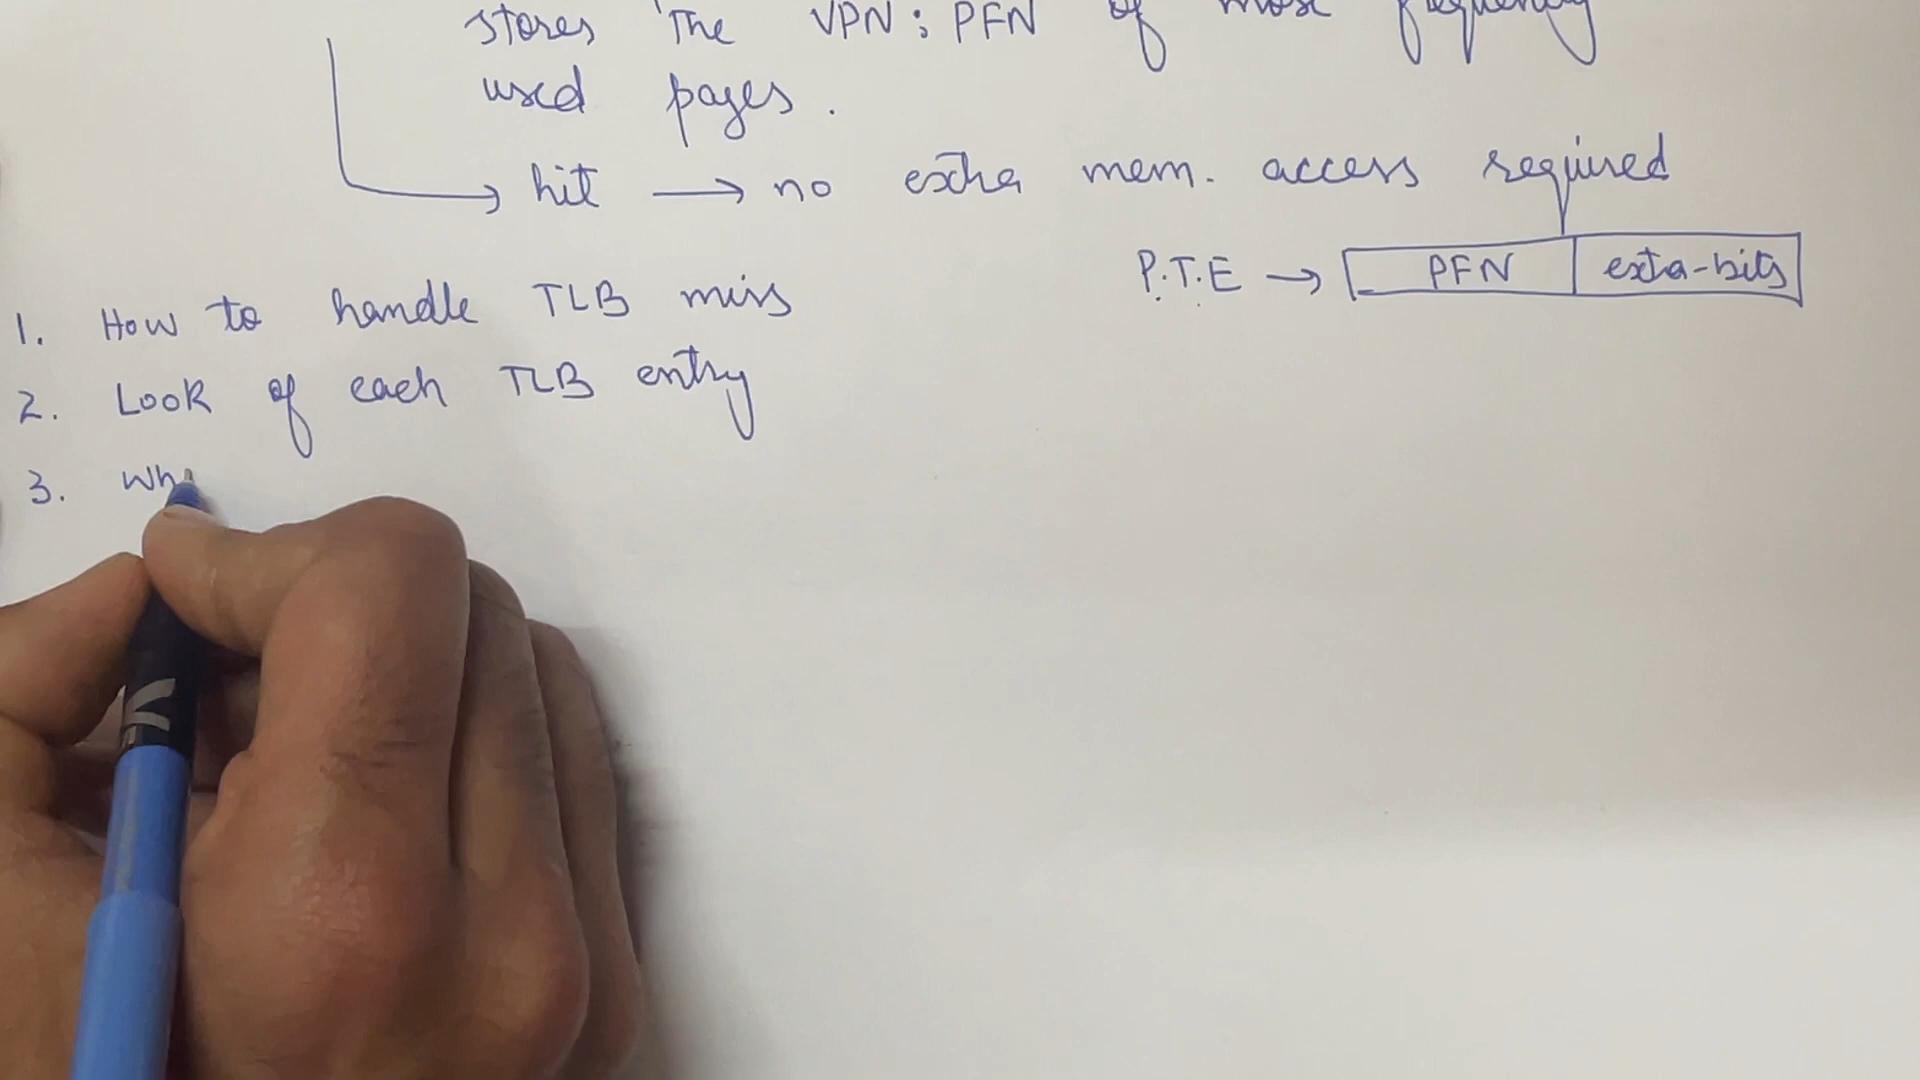 stores The VPN : PFN of most frequently
used pages .
hit → no extra mem. access required
P.T.E → PFN extra-bits
1. How to handle TLB miss
2. Look of each TLB entry
3. Wh